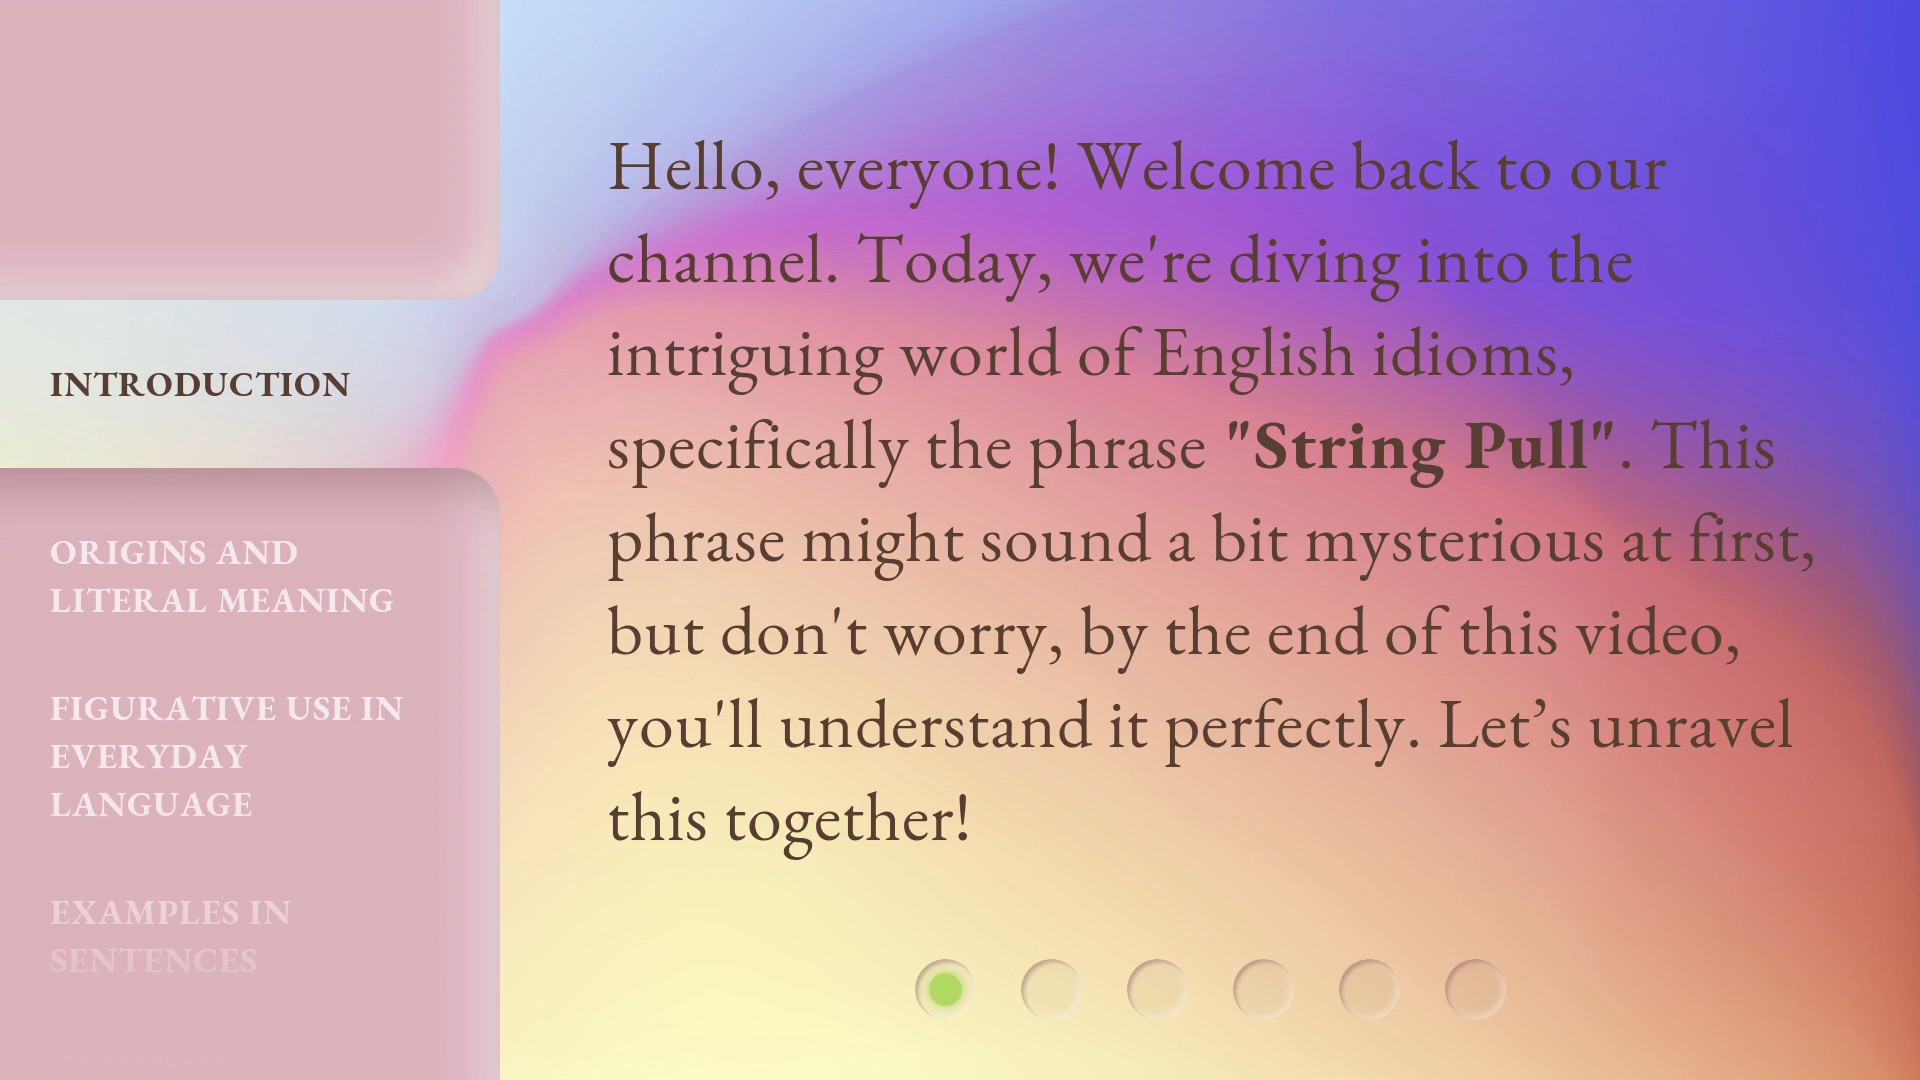 INTRODUCTION
ORIGINS AND
LITERAL MEANING
FIGURATIVE USE IN
EVERYDAY
LANGUAGE
EXAMPLES IN
SENTENCES
Hello, everyone! Welcome back to our
channel. Today, we're diving into the
intriguing world of English idioms,
specifically the phrase "String Pull". This
phrase might sound a bit mysterious at first,
but don't worry, by the end of this video,
you'll understand it perfectly. Let’s unravel
this together!